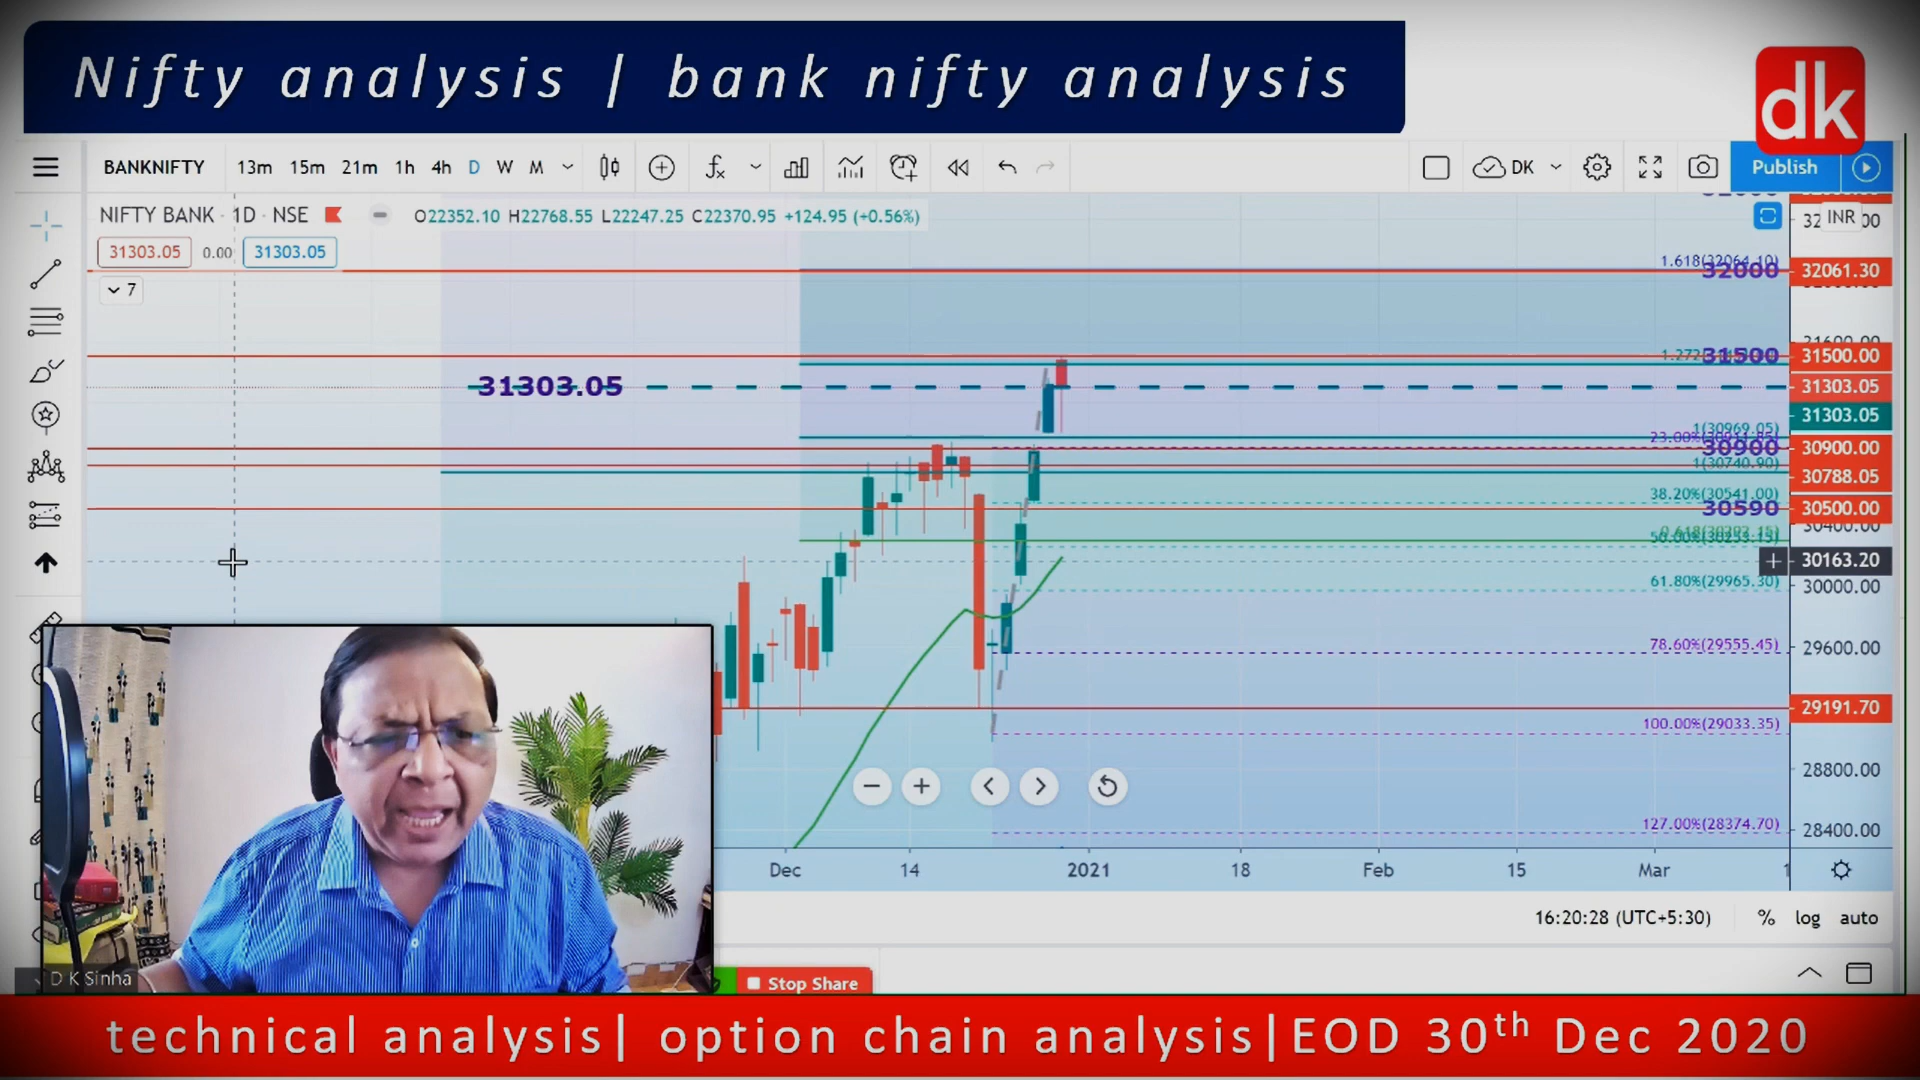 Nifty analysis | bank nifty analysis
dk
BANKNIFTY 13m 15m 21m 1h 4h D W M DK Publish
NIFTY BANK · 1D · NSE O22352.10 H22768.55 L22247.25 C22370.95 +124.95 (+0.56%)
INR
31303.05 0.00 31303.05
7
1.618(32064.10)
32000 32061.30
31500 31500.00
31303.05 31303.05
31303.05
1(30969.05)
30900 30900.00
1(30740.90) 30788.05
38.20%(30541.00)
30590 30500.00
30400.00
30163.20
61.80%(29965.30) 30000.00
78.60%(29555.45) 29600.00
29191.70
100.00%(29033.35)
28800.00
127.00%(28374.70) 28400.00
Dec 14 2021 18 Feb 15 Mar
16:20:28 (UTC+5:30) % log auto
D K Sinha
Stop Share
technical analysis| option chain analysis|EOD 30th Dec 2020